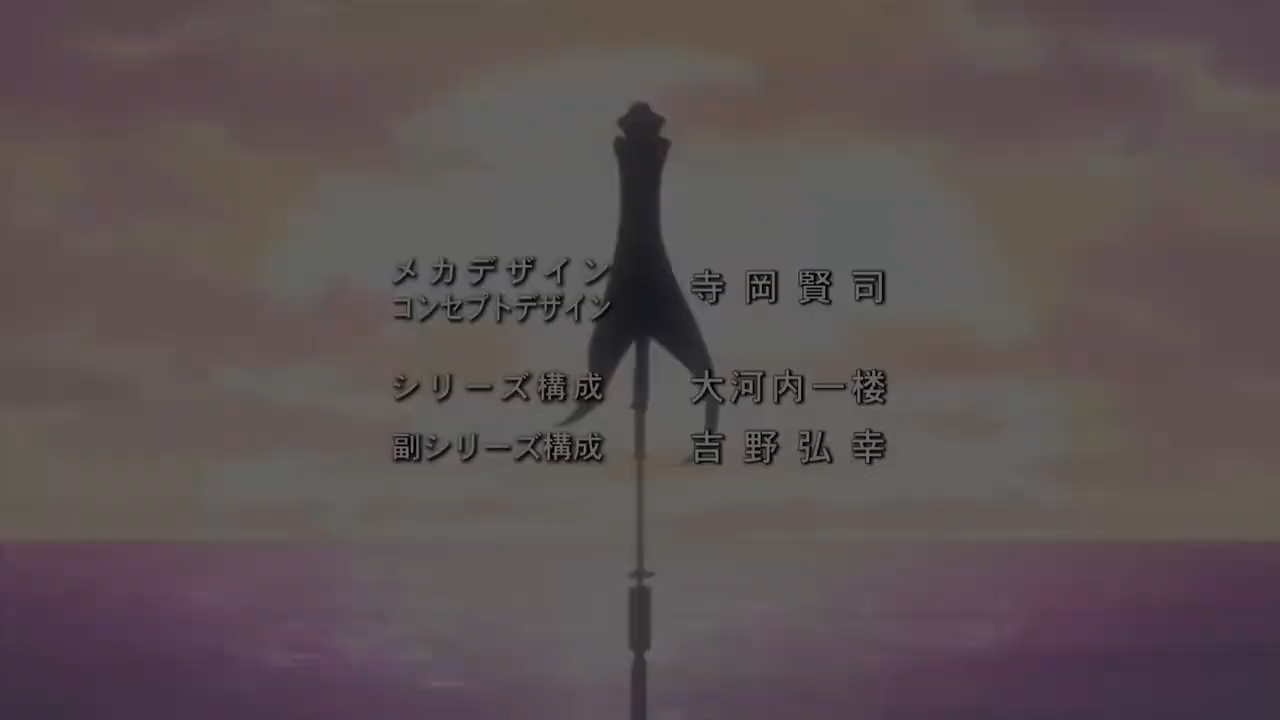 メカデザイン
コンセプトデザイン 寺岡賢司
シリーズ構成 大河内一楼
副シリーズ構成 吉野弘幸